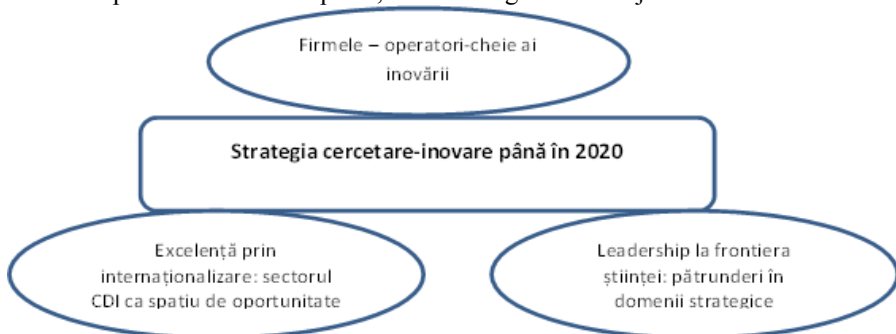 Firmele – operatori-cheie ai
inovării
Strategia cercetare-inovare până în 2020
Excelență prin
internaționalizare: sectorul
CDI ca spațiu de oportunitate
Leadership la frontiera
științei: pătrunderi în
domenii strategice